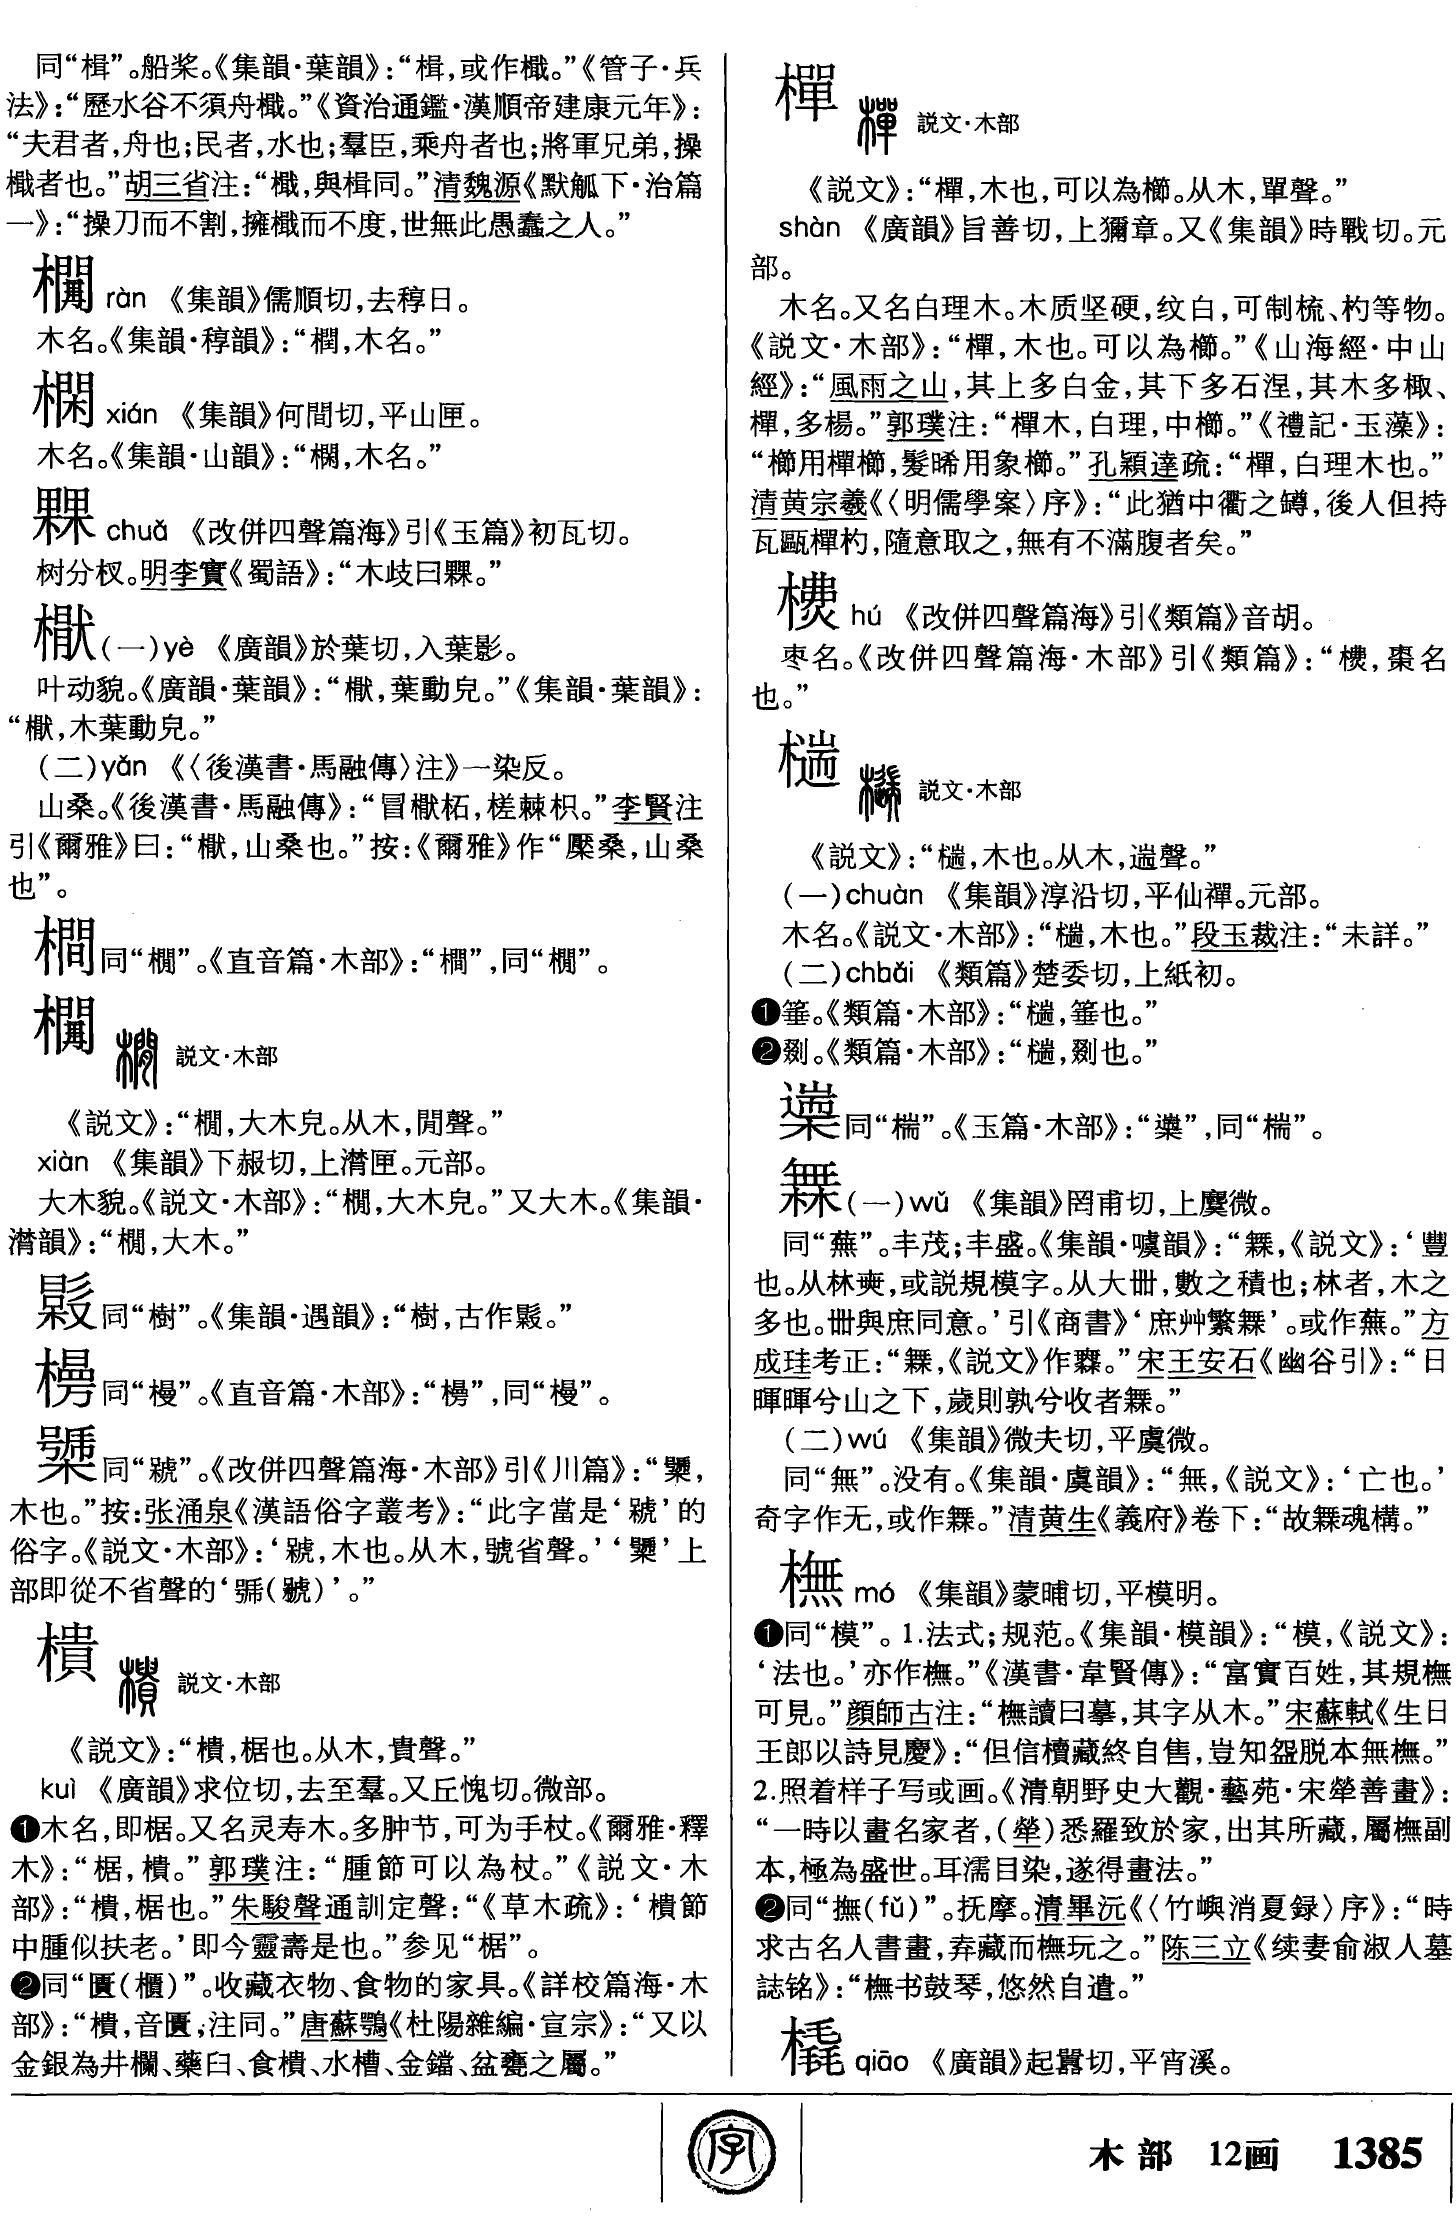 同“楫”。船桨。《集韻·葉韻》：“楫，或作檝。”《管子·兵
法》：“歷水谷不須舟檝。”《資治通鑑·漢順帝建康元年》：
“夫君者，舟也；民者，水也；羣臣，乘舟者也；將軍兄弟，操
檝者也。”胡三省注：“檝，與楫同。”清魏源《默觚下·治篇
一》：“操刀而不割，擁檝而不度，世無此愚蠢之人。”
橍 ràn 《集韻》儒順切，去稕日。
木名。《集韻·稕韻》：“橍，木名。”
xián 《集韻》何間切，平山匣。
木名。《集韻·山韻》：“木名。”
chuǎ 《改併四聲篇海》引《玉篇》初瓦切。
树分杈。明李實《蜀語》：“木歧曰
(一)yè 《廣韻》於葉切，入葉影。
叶动貌。《廣韻·葉韻》：“葉動皃。”《集韻·葉韻》：
“木葉動皃。”
(二)yǎn 《〈後漢書·馬融傳〉注》一染反。
山桑。《後漢書·馬融傳》：“冒柘，槎棘枳。”李賢注
引《爾雅》曰：“山桑也。”按：《爾雅》作“檿桑，山桑
也”。
橺同“橌”。《直音篇·木部》：“橺”，同“橌”。
橌 説文·木部
《説文》：“橌，大木皃。从木，閒聲。”
xiàn 《集韻》下赧切，上潸匣。元部。
大木貌。《説文·木部》：“橌，大木皃。”又大木。《集韻·
潸韻》：“橌，大木。”
同“樹”。《集韻·遇韻》：“樹，古作
同“槾”。《直音篇·木部》：同“槾”。
同“㯉”。《改併四聲篇海·木部》引《川篇》：
木也。”按：张涌泉《漢語俗字叢考》：“此字當是‘㯉’的
俗字。《説文·木部》：‘㯉，木也。从木，號省聲。’上
部即從不省聲的‘(號)’。”
樻 説文·木部
《説文》：“樻，椐也。从木，貴聲。”
kuì 《廣韻》求位切，去至羣。又丘愧切。微部。
❶木名，即椐。又名灵寿木。多肿节，可为手杖。《爾雅·釋
木》：“椐，樻。”郭璞注：“腫節可以為杖。”《説文·木
部》：“樻，椐也。”朱駿聲通訓定聲：“《草木疏》：‘樻節
中腫似扶老。’即今靈壽是也。”参见“椐”。
❷同“匱(櫃)”。收藏衣物、食物的家具。《詳校篇海·木
部》：“樻，音匱，注同。”唐蘇鶚《杜陽雜編·宣宗》：“又以
金銀為井欄、藥臼、食樻、水槽、金鐺、盆甕之屬。”
樿 説文·木部
《説文》：“樿，木也，可以為櫛。从木，單聲。”
shàn 《廣韻》旨善切，上獮章。又《集韻》時戰切。元
部。
木名。又名白理木。木质坚硬，纹白，可制梳、杓等物。
《説文·木部》：“樿，木也。可以為櫛。”《山海經·中山
經》：“風雨之山，其上多白金，其下多石涅，其木多棷、
樿，多楊。”郭璞注：“樿木，白理，中櫛。”《禮記·玉藻》：
“櫛用樿櫛，髮晞用象櫛。”孔穎達疏：“樿，白理木也。”
清黄宗羲《〈明儒學案〉序》：“此猶中衢之罇，後人但持
瓦甌樿杓，隨意取之，無有不滿腹者矣。”
hú 《改併四聲篇海》引《類篇》音胡。
枣名。《改併四聲篇海·木部》引《類篇》：“棗名
也。”
㯓 説文·木部
《説文》：“㯓，木也。从木，遄聲。”
(一)chuàn 《集韻》淳沿切，平仙禪。元部。
木名。《説文·木部》：“㯓，木也。”段玉裁注：“未詳。”
(二)chbǎi 《類篇》楚委切，上紙初。
❶箠。《類篇·木部》：“㯓，箠也。”
❷剟。《類篇·木部》：“㯓，剟也。”
同“椯”。《玉篇·木部》：同“椯”。
橆(一)wǔ 《集韻》罔甫切，上麌微。
同“蕪”。丰茂；丰盛。《集韻·噳韻》：“橆，《説文》：‘豐
也。从林奭，或説規模字。从大卌，數之積也；林者，木之
多也。卌與庶同意。’引《商書》‘庶艸繁橆’。或作蕪。”方
成珪考正：“橆，《説文》作宋王安石《幽谷引》：“日
暉暉兮山之下，歲則孰兮收者橆。”
(二)wú 《集韻》微夫切，平虞微。
同“無”。没有。《集韻·虞韻》：“無，《説文》：‘亡也。’
奇字作无，或作橆。”清黄生《義府》卷下：“故橆魂構。”
橅 mó 《集韻》蒙晡切，平模明。
❶同“模”。1.法式；规范。《集韻·模韻》：“模，《説文》：
‘法也。’亦作橅。”《漢書·韋賢傳》：“富實百姓，其規橅
可見。”顔師古注：“橅讀曰摹，其字从木。”宋蘇軾《生日
王郎以詩見慶》：“但信櫝藏終自售，豈知盌脱本無橅。”
2.照着样子写或画。《清朝野史大觀·藝苑·宋犖善畫》：
“一時以畫名家者，(犖)悉羅致於家，出其所藏，屬橅副
本，極為盛世。耳濡目染，遂得畫法。”
❷同“撫(fǔ)”。抚摩。清畢沅《〈竹嶼消夏録〉序》：“時
求古名人書畫，弆藏而橅玩之。”陈三立《续妻俞淑人墓
誌铭》：“橅书鼓琴，悠然自遣。”
橇 qiāo 《廣韻》起囂切，平宵溪。
字
木部 12画 1385